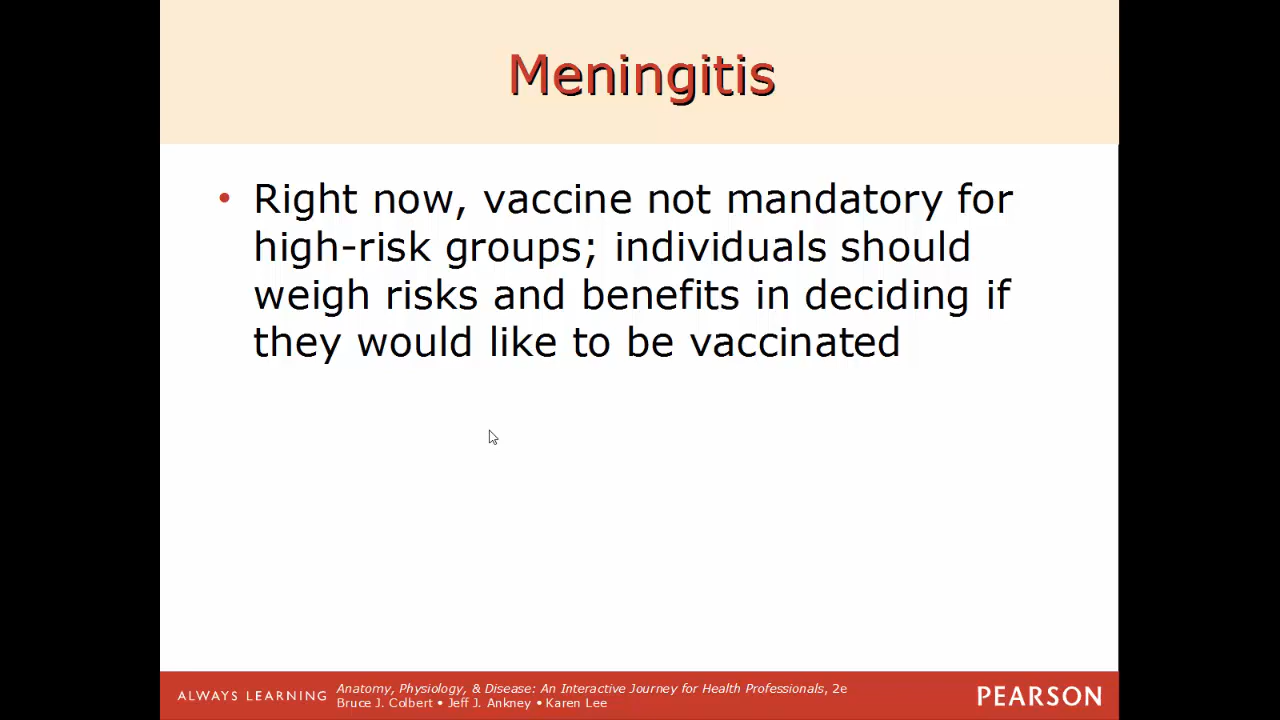 Meningitis
• Right now, vaccine not mandatory for
high-risk groups; individuals should
weigh risks and benefits in deciding if
they would like to be vaccinated
ALWAYS LEARNING
Anatomy, Physiology, & Disease: An Interactive Journey for Health Professionals, 2e
Bruce J. Colbert • Jeff J. Ankney • Karen Lee
PEARSON